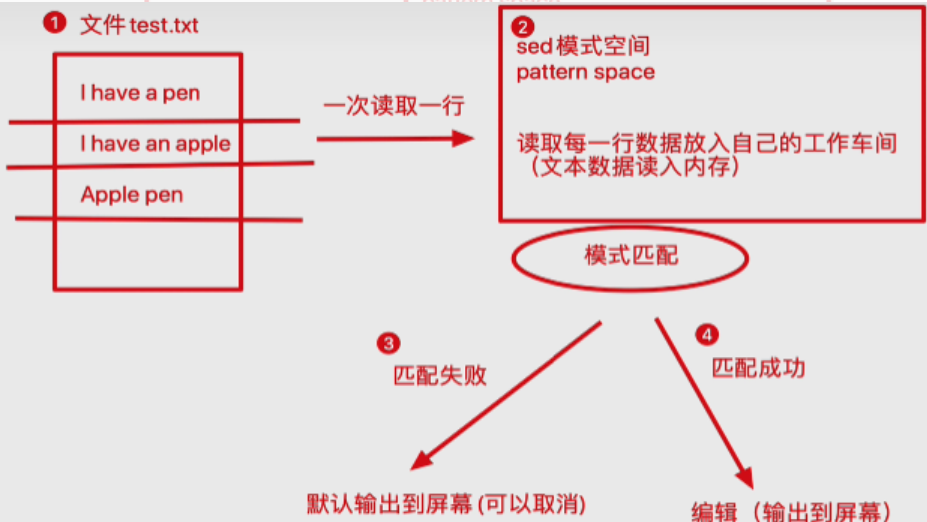 1 文件test.txt
I have a pen
I have an apple
Apple pen
一次读取一行
2
sed模式空间
pattern space
读取每一行数据放入自己的工作车间
（文本数据读入内存）
模式匹配
3
匹配失败
4
匹配成功
默认输出到屏幕(可以取消)
编辑（输出到屏幕）